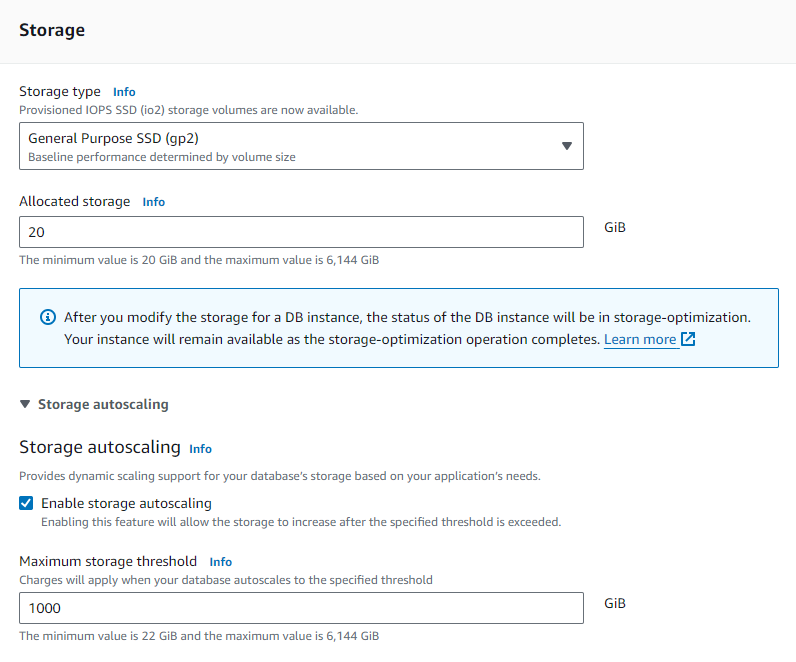 Storage
Storage type Info
Provisioned IOPS SSD (io2) storage volumes are now available.
General Purpose SSD (gp2)
Baseline performance determined by volume size
Allocated storage Info
20 GiB
The minimum value is 20 GiB and the maximum value is 6,144 GiB
After you modify the storage for a DB instance, the status of the DB instance will be in storage-optimization.
Your instance will remain available as the storage-optimization operation completes. Learn more
Storage autoscaling
Storage autoscaling Info
Provides dynamic scaling support for your database's storage based on your application's needs.
Enable storage autoscaling
Enabling this feature will allow the storage to increase after the specified threshold is exceeded.
Maximum storage threshold Info
Charges will apply when your database autoscales to the specified threshold
1000 GiB
The minimum value is 22 GiB and the maximum value is 6,144 GiB